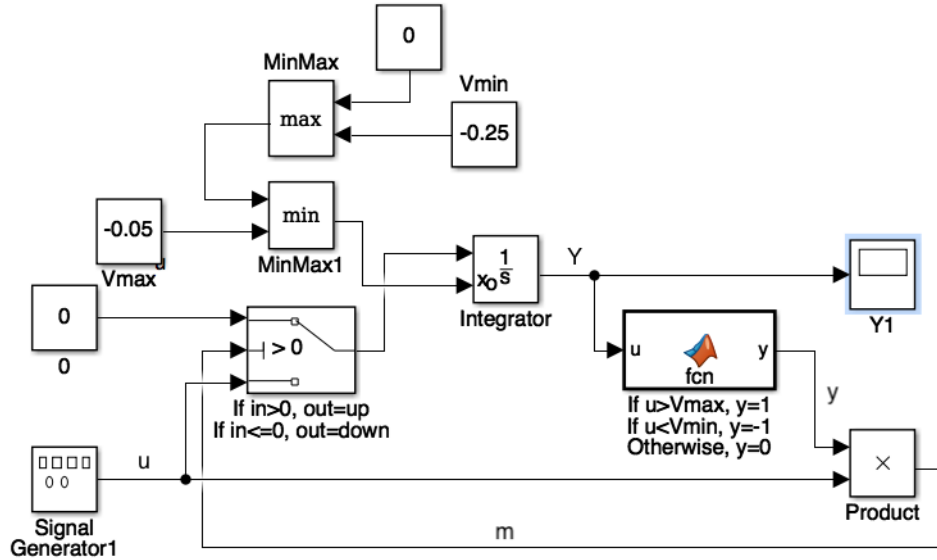 0
MinMax
Vmin
max
-0.25
min
-0.05
Vmax
MinMax1
0
0
> 0
If in>0, out=up
If in<=0, out=down
xo
1
s
Integrator
Y
Y1
u
y
fcn
If u>Vmax, y=1
If u<Vmin, y=-1
Otherwise, y=0
y
u
×
Product
Signal
Generator1
m